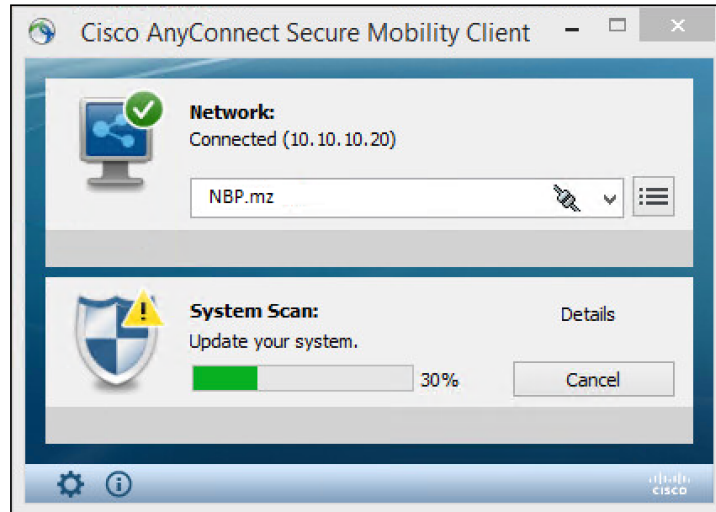 Cisco AnyConnect Secure Mobility Client
Network:
Connected (10.10.10.20)
NBP.mz
System Scan:
Details
Update your system.
30%
Cancel
CISCO